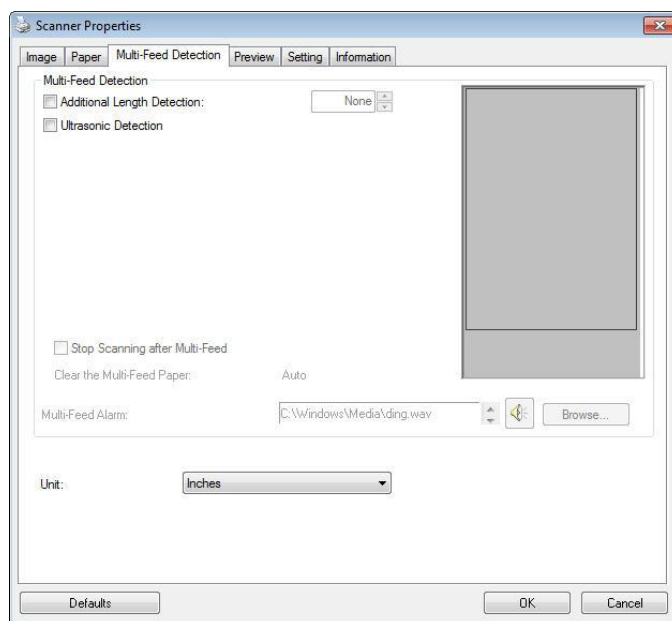 Scanner Properties
Image Paper Multi-Feed Detection Preview Setting Information
Multi-Feed Detection
Additional Length Detection: None
Ultrasonic Detection
Stop Scanning after Multi-Feed
Clear the Multi-Feed Paper: Auto
Multi-Feed Alarm: C:\Windows\Media\ding.wav Browse...
Unit: Inches
Defaults OK Cancel